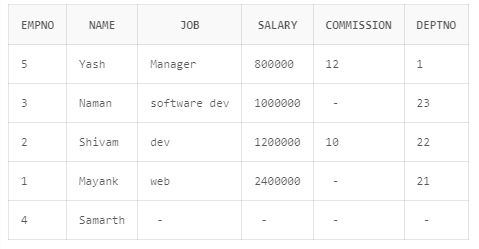 EMPNO NAME JOB SALARY COMMISSION DEPTNO
5 Yash Manager 800000 12 1
3 Naman software dev 1000000 - 23
2 Shivam dev 1200000 10 22
1 Mayank web 2400000 - 21
4 Samarth - - - -